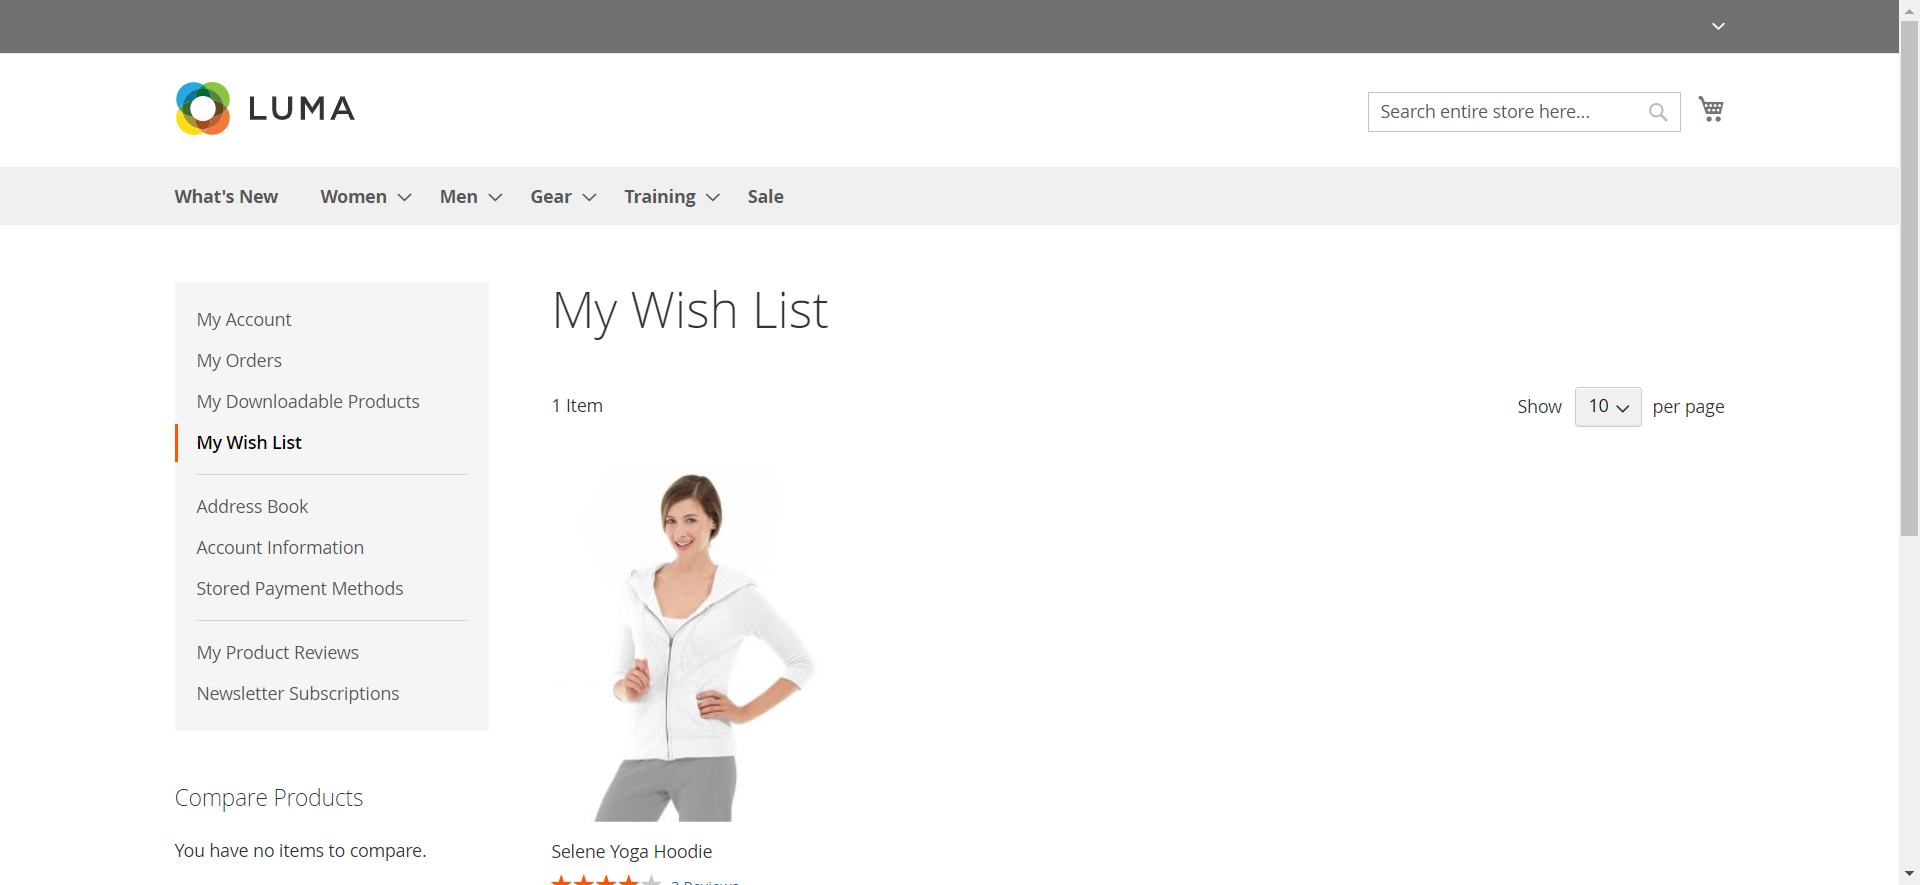 LUMA
Search entire store here...
What's New
Women
Men
Gear
Training
Sale
My Account
My Orders
My Downloadable Products
My Wish List
Address Book
Account Information
Stored Payment Methods
My Product Reviews
Newsletter Subscriptions
Compare Products
You have no items to compare.
My Wish List
1 Item
Show 10 per page
Selene Yoga Hoodie
Reviews